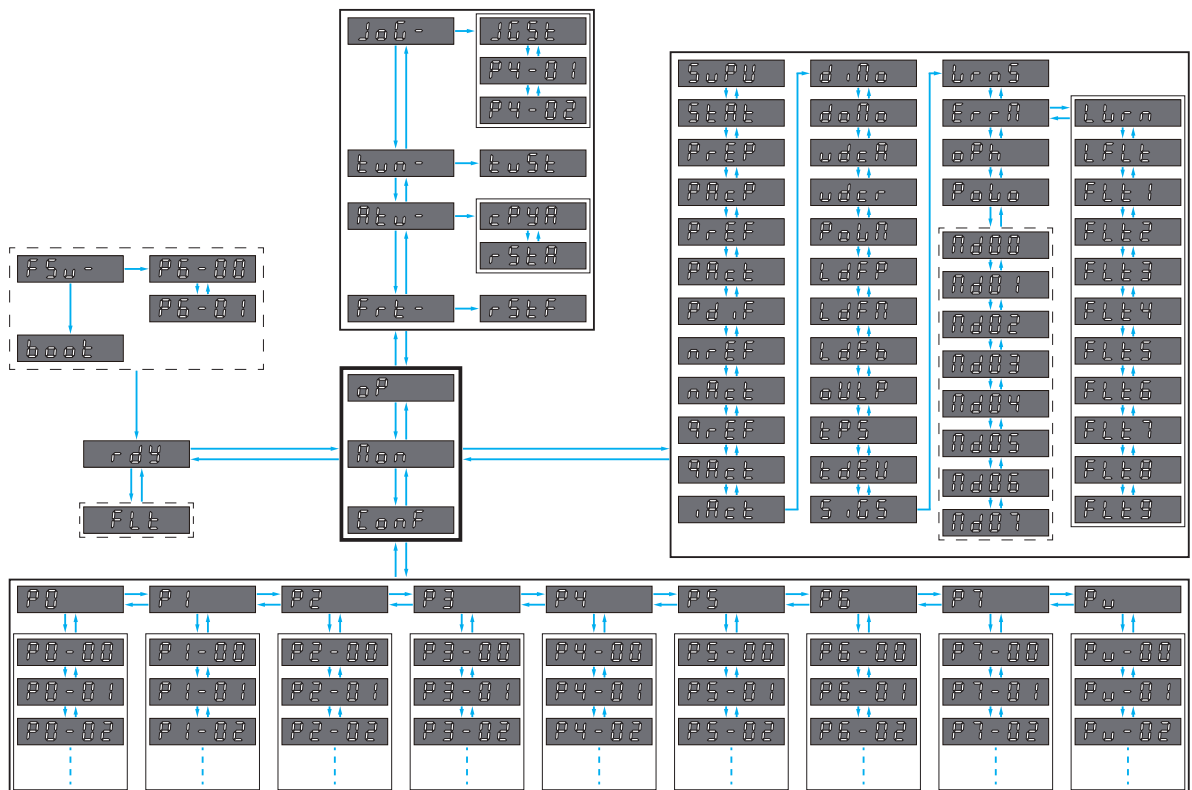 JoG-
JGSt
P4-01
P4-02
tun-
tuSt
Atu-
cPYA
rStA
Frt-
rStF
FSu-
P6-00
P6-01
boot
rdY
FLt
oP
Mon
ConF
SuPV
StAt
PrEP
PAcP
PrEF
PAct
PdiF
nrEF
nAct
qrEF
qAct
iAct
diMo
doMo
udcA
udcr
PoWM
LdFP
LdFM
LdFb
oVLP
tPS
tdEV
SiGS
WrnS
ErrM
oPh
PoWo
Md00
Md01
Md02
Md03
Md04
Md05
Md06
Md07
LWrn
LFLt
FLt1
FLt2
FLt3
FLt4
FLt5
FLt6
FLt7
FLt8
FLt9
P0 P1 P2 P3 P4 P5 P6 P7 Pu
P0-00 P1-00 P2-00 P3-00 P4-00 P5-00 P6-00 P7-00 Pu-00
P0-01 P1-01 P2-01 P3-01 P4-01 P5-01 P6-01 P7-01 Pu-01
P0-02 P1-02 P2-02 P3-02 P4-02 P5-02 P6-02 P7-02 Pu-02